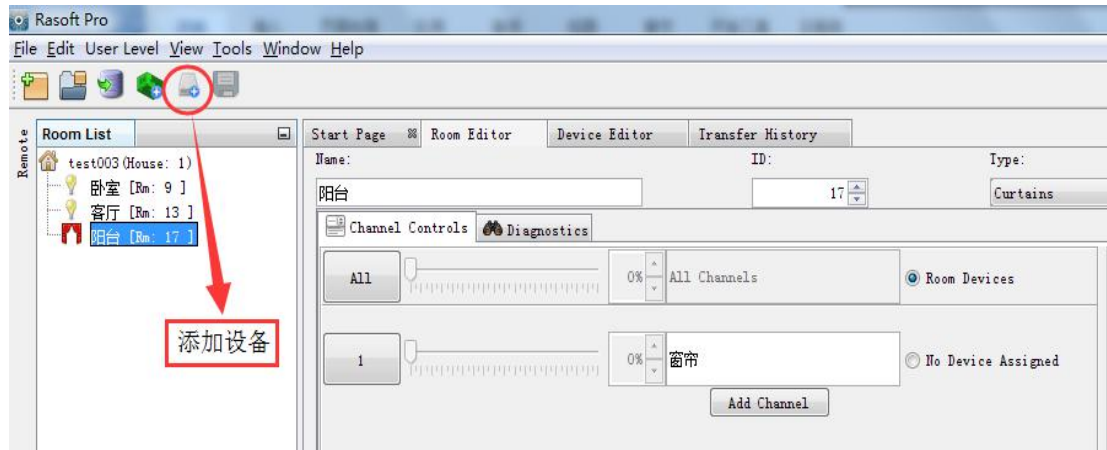 Rasoft Pro
File Edit User Level View Tools Window Help
Remote
Room List
Start Page Room Editor Device Editor Transfer History
test003 (House: 1)
卧室 [Rm: 9 ]
客厅 [Rm: 13 ]
阳台 [Rm: 17 ]
添加设备
Name: ID: Type:
阳台 17 Curtains
Channel Controls Diagnostics
All 0% All Channels Room Devices
1 0% 窗帘 No Device Assigned
Add Channel